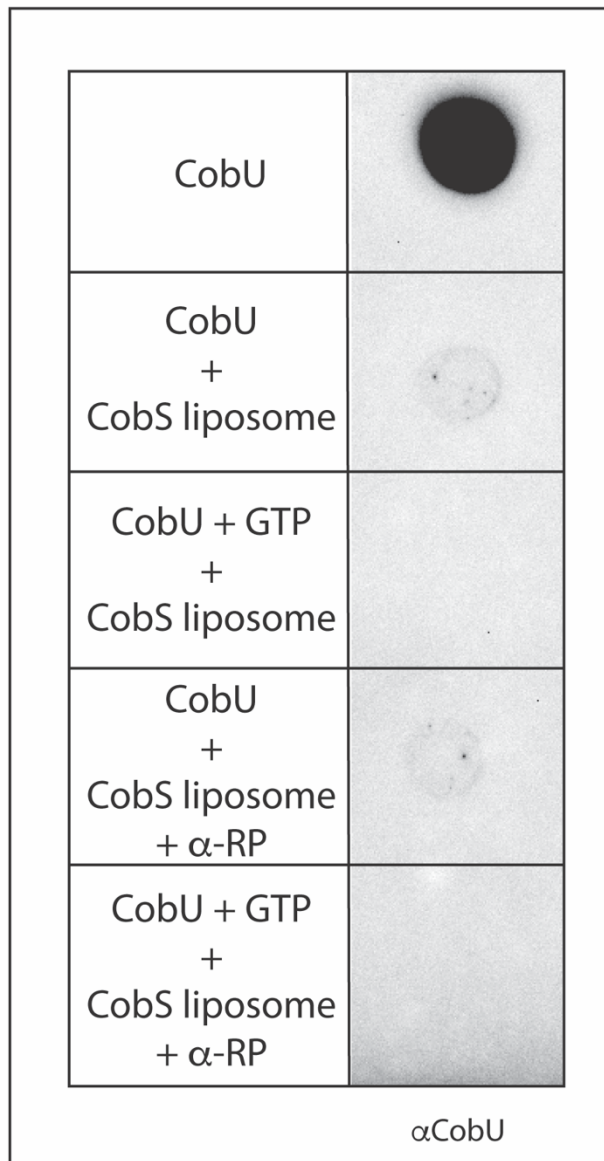 CobU
CobU
+
CobS liposome
CobU + GTP
+
CobS liposome
CobU
+
CobS liposome
+ α-RP
CobU + GTP
+
CobS liposome
+ α-RP
αCobU